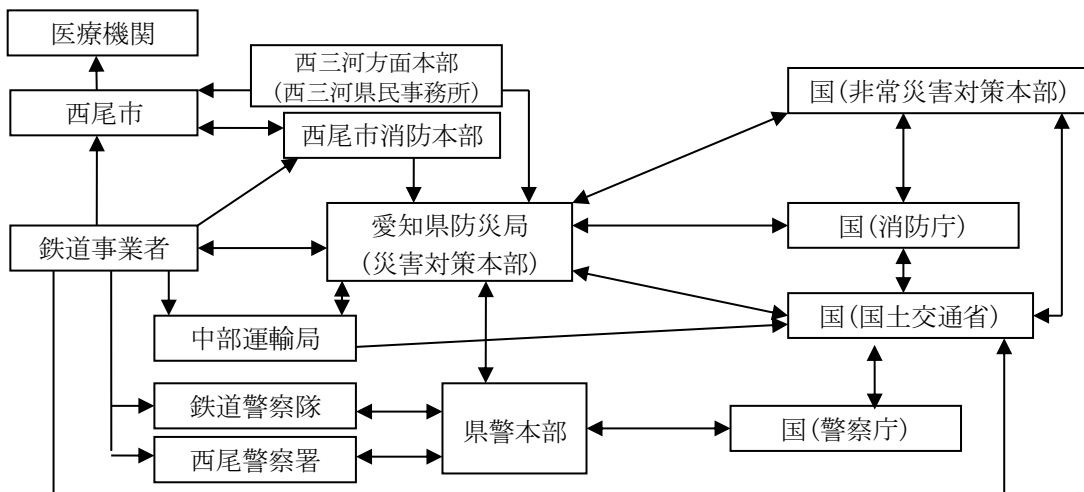 医療機関
西三河方面本部
(西三河県民事務所)
国(非常災害対策本部)
西尾市
西尾市消防本部
愛知県防災局
(災害対策本部)
国(消防庁)
鉄道事業者
国(国土交通省)
中部運輸局
鉄道警察隊
県警本部
国(警察庁)
西尾警察署